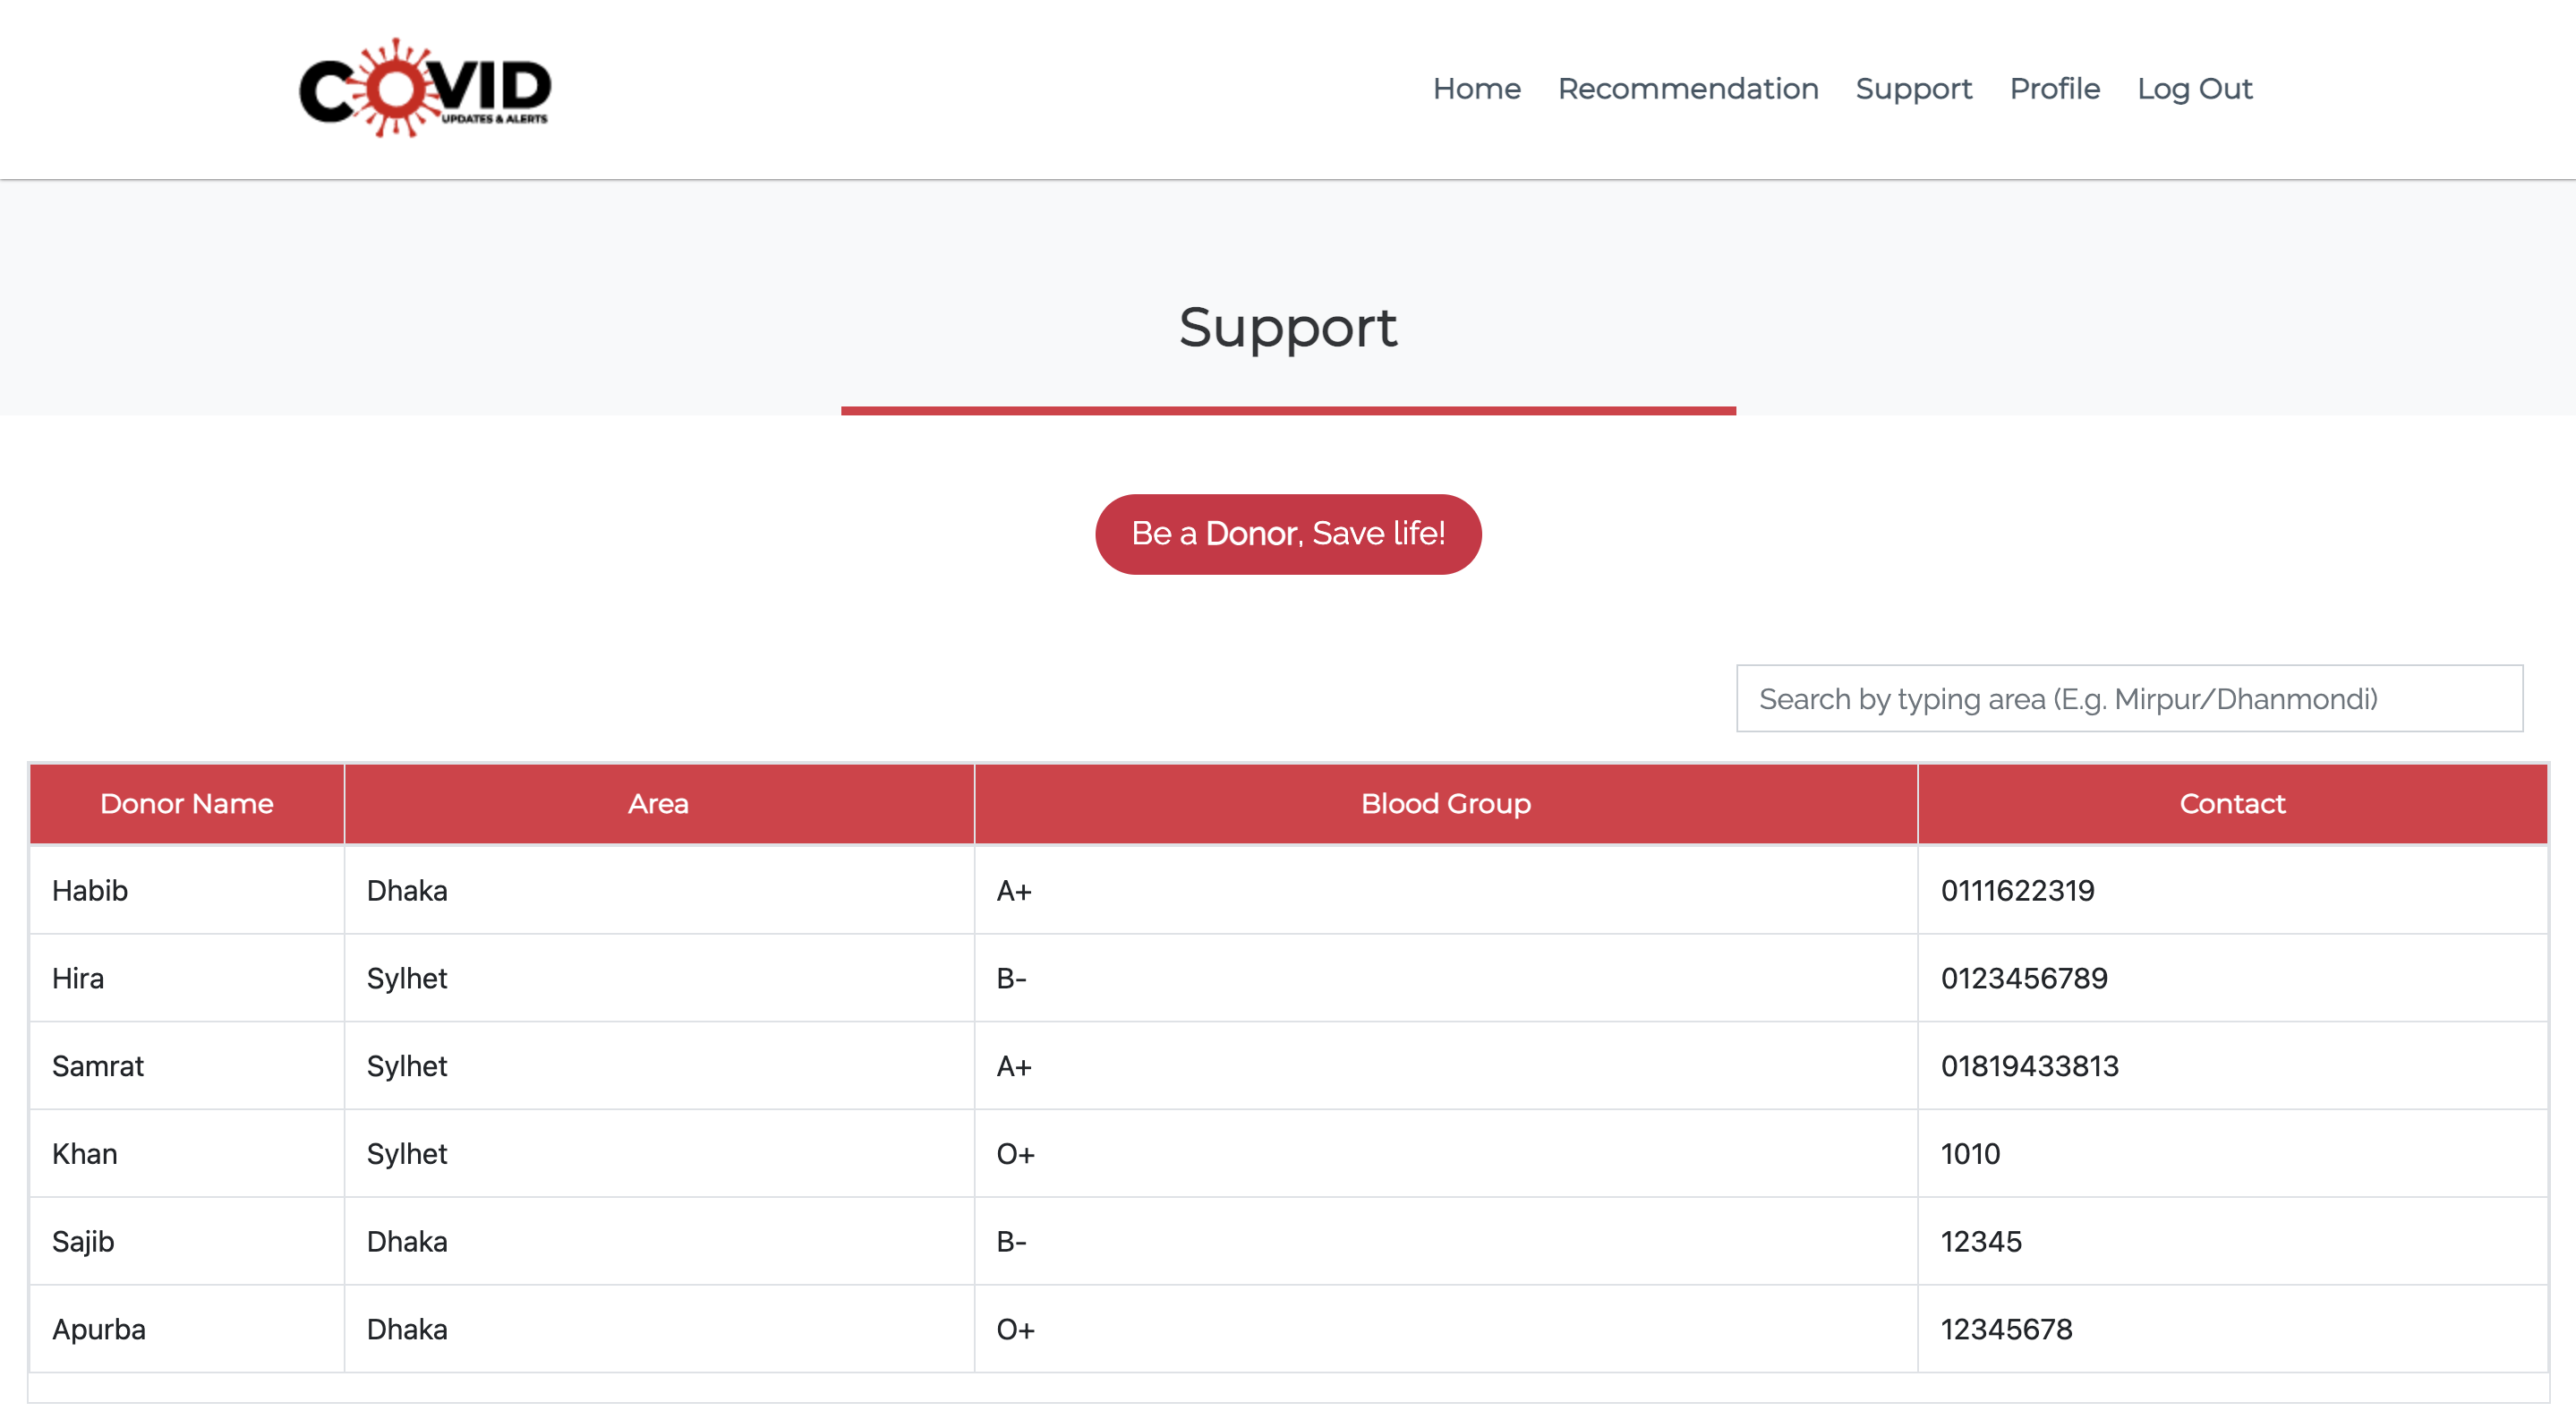 COVID
UPDATES & ALERTS
Home Recommendation Support Profile Log Out
Support
Be a Donor, Save life!
Search by typing area (E.g. Mirpur/Dhanmondi)
Donor Name Area Blood Group Contact
Habib Dhaka A+ 0111622319
Hira Sylhet B- 0123456789
Samrat Sylhet A+ 01819433813
Khan Sylhet O+ 1010
Sajib Dhaka B- 12345
Apurba Dhaka O+ 12345678